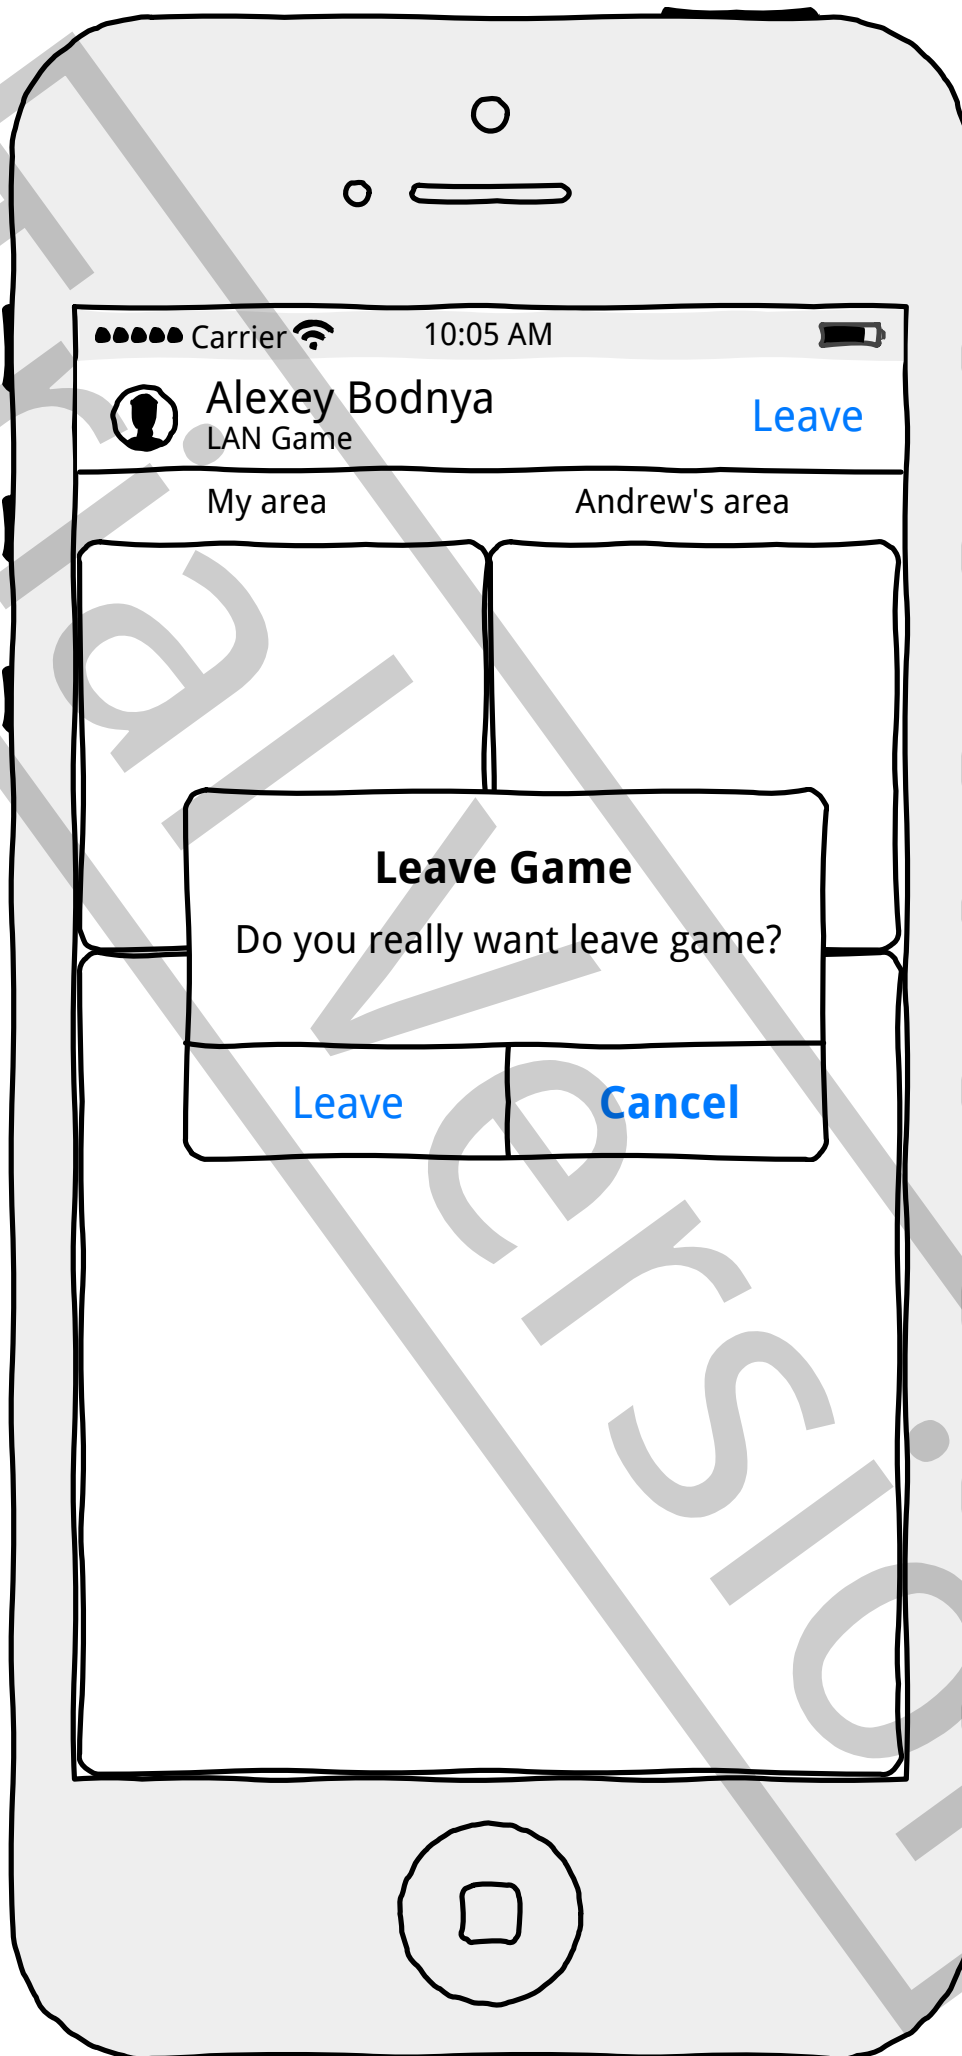 Carrier 10:05 AM
Alexey Bodnya
LAN Game
Leave
My area Andrew's area
Leave Game
Do you really want leave game?
Leave Cancel
Trial Version